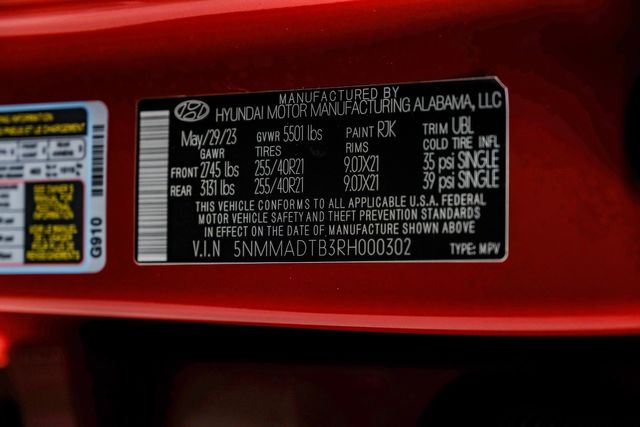 MANUFACTURED BY
HYUNDAI MOTOR MANUFACTURING ALABAMA, LLC
May/29/23 GVWR 5501 lbs PAINT RJK TRIM UBL
GAWR TIRES RIMS COLD TIRE INFL
FRONT 2745 lbs 255/40R21 9.0JX21 35 psi SINGLE
REAR 3131 lbs 255/40R21 9.0JX21 39 psi SINGLE
THIS VEHICLE CONFORMS TO ALL APPLICABLE U.S.A. FEDERAL
MOTOR VEHICLE SAFETY AND THEFT PREVENTION STANDARDS
IN EFFECT ON THE DATE OF MANUFACTURE SHOWN ABOVE
V.I.N 5NMMADTB3RH000302 TYPE: MPV
G910